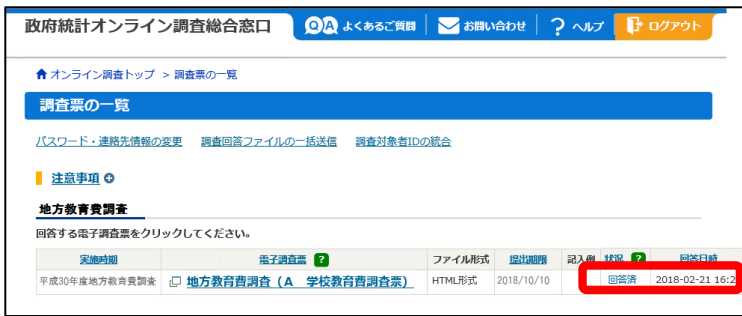 政府統計オンライン調査総合窓口 Q A よくあるご質問 お問い合わせ ? ヘルプ ログアウト
オンライン調査トップ > 調査票の一覧
調査票の一覧
パスワード・連絡先情報の変更 調査回答ファイルの一括送信 調査対象者IDの統合
注意事項
地方教育費調査
回答する電子調査票をクリックしてください。
実施時期 電子調査票 ? ファイル形式 提出期限 記入例 状況 ? 回答日時
平成30年度地方教育費調査 地方教育費調査（A 学校教育費調査票） HTML形式 2018/10/10 回答済 2018-02-21 16:2